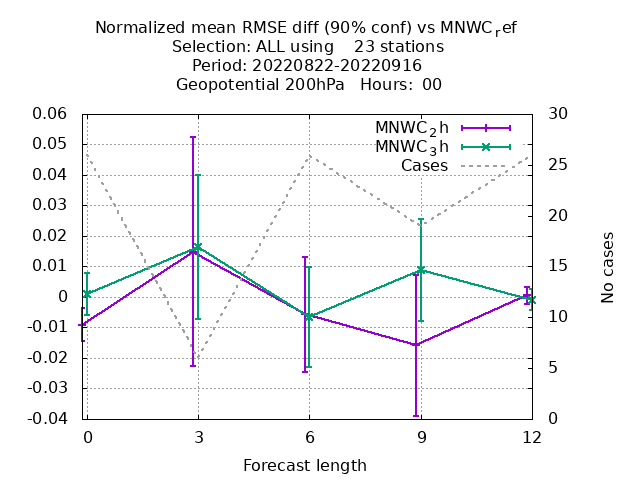 Normalized mean RMSE diff (90% conf) vs MNWCref
Selection: ALL using    23 stations
Period: 20220822-20220916
Geopotential 200hPa   Hours:  00
MNWC2h
MNWC3h
Cases
0.06
0.05
0.04
0.03
0.02
0.01
0
-0.01
-0.02
-0.03
-0.04
30
25
20
15
10
5
0
No cases
0 3 6 9 12
Forecast length